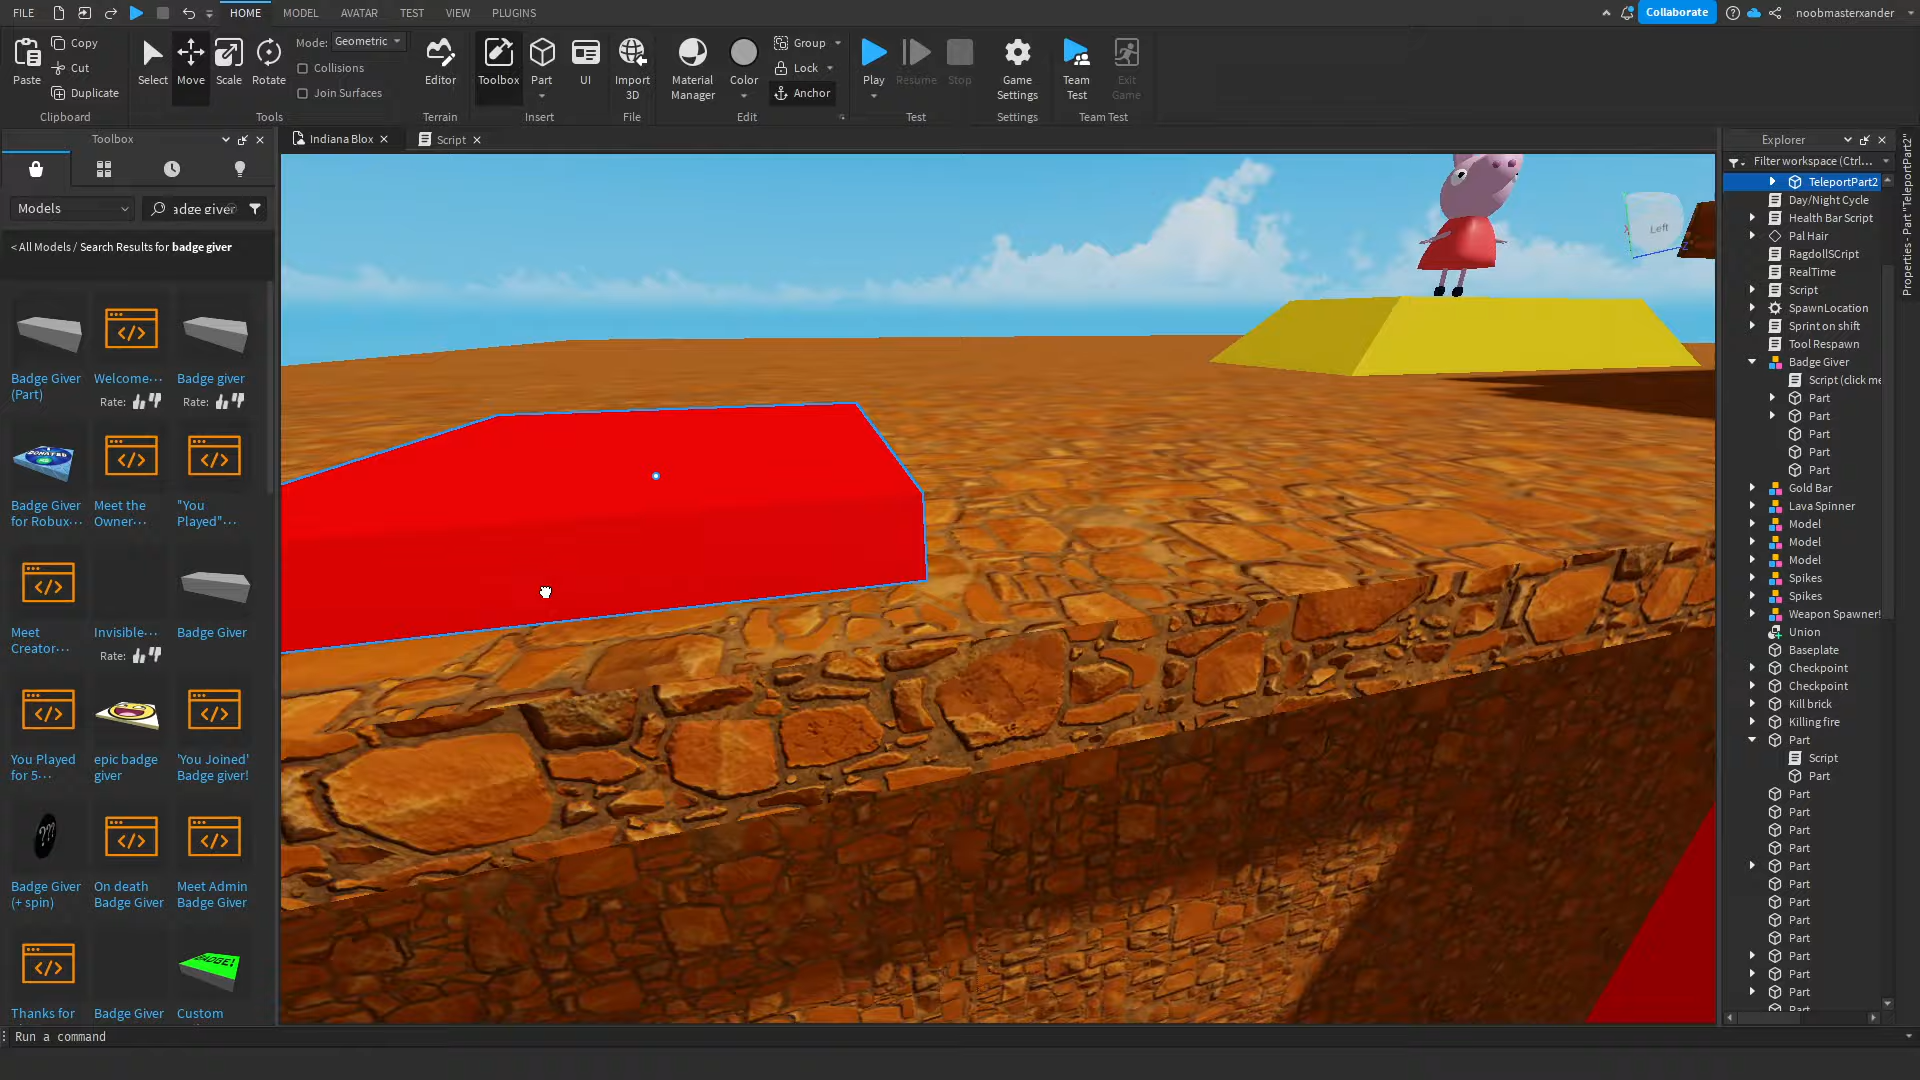 FILE
HOME
MODEL
AVATAR
TEST
VIEW
PLUGINS
Collaborate
noobmasterxander
Paste
Copy
Cut
Duplicate
Clipboard
Select
Move
Scale
Rotate
Mode:
Geometric
Collisions
Join Surfaces
Tools
Editor
Terrain
Toolbox
Part
UI
Insert
Import
3D
File
Material
Manager
Color
Group
Lock
Anchor
Edit
Play
Resume
Stop
Test
Game
Settings
Settings
Team
Test
Exit
Game
Team Test
Toolbox
Models
adge giver
< All Models / Search Results for badge giver
Badge Giver
(Part)
Welcome...
Rate:
Badge giver
Rate:
Badge Giver
for Robux...
Meet the
Owner...
"You
Played"...
Meet
Creator...
Invisible...
Rate:
Badge Giver
You Played
for 5...
epic badge
giver
'You Joined'
Badge giver!
???
Badge Giver
(+ spin)
On death
Badge Giver
Meet Admin
Badge Giver
BADGE!
Thanks for
Badge Giver
Custom
Indiana Blox
Script
Left
Explorer
Filter workspace (Ctrl...
TeleportPart2
Day/Night Cycle
Health Bar Script
Pal Hair
RagdollSCript
RealTime
Script
SpawnLocation
Sprint on shift
Tool Respawn
Badge Giver
Script (click me
Part
Part
Part
Part
Part
Gold Bar
Lava Spinner
Model
Model
Model
Spikes
Spikes
Weapon Spawner!
Union
Baseplate
Checkpoint
Checkpoint
Kill brick
Killing fire
Part
Script
Part
Part
Part
Part
Part
Part
Part
Part
Part
Part
Part
Part
Part
Part
Properties - Part "TeleportPart2"
Run a command